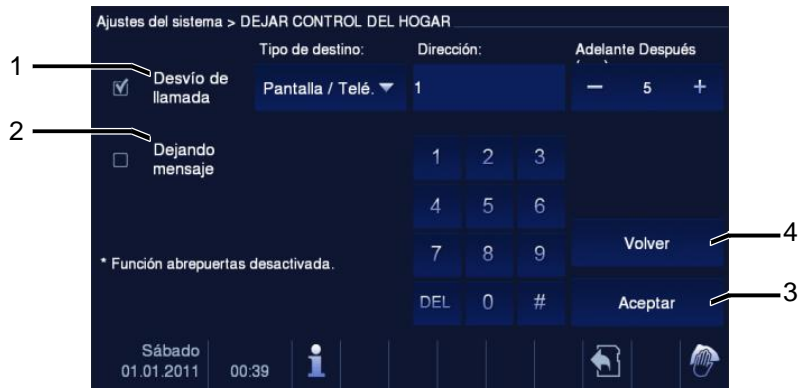 Ajustes del sistema > DEJAR CONTROL DEL HOGAR
Tipo de destino: Dirección: Adelante Después
1
Desvío de llamada
Pantalla / Telé. 1 — 5 +
2
Dejando mensaje
1 2 3
4 5 6
7 8 9
DEL 0 #
* Función abrepuertas desactivada.
Volver
4
Aceptar
3
Sábado
01.01.2011 00:39